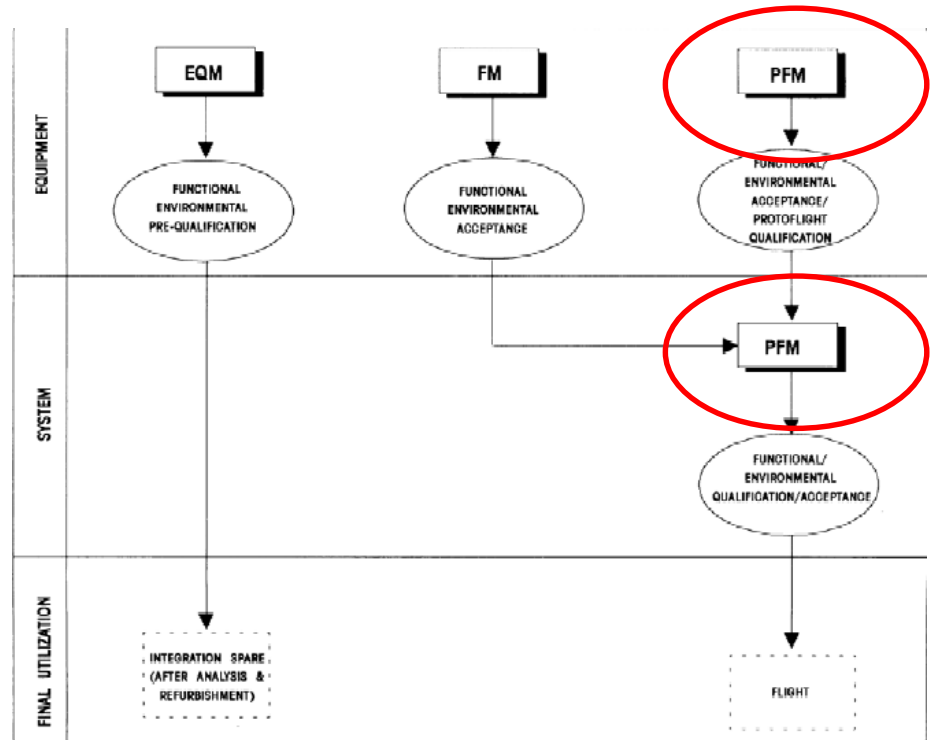 EQUIPMENT
EQM
FM
PFM
FUNCTIONAL
ENVIRONMENTAL
PRE-QUALIFICATION
FUNCTIONAL
ENVIRONMENTAL
ACCEPTANCE
FUNCTIONAL/
ENVIRONMENTAL
ACCEPTANCE/
PROTOFLIGHT
QUALIFICATION
SYSTEM
PFM
FUNCTIONAL/
ENVIRONMENTAL
QUALIFICATION/ACCEPTANCE
FINAL UTILIZATION
INTEGRATION SPARE
(AFTER ANALYSIS &
REFURBISHMENT)
FLIGHT